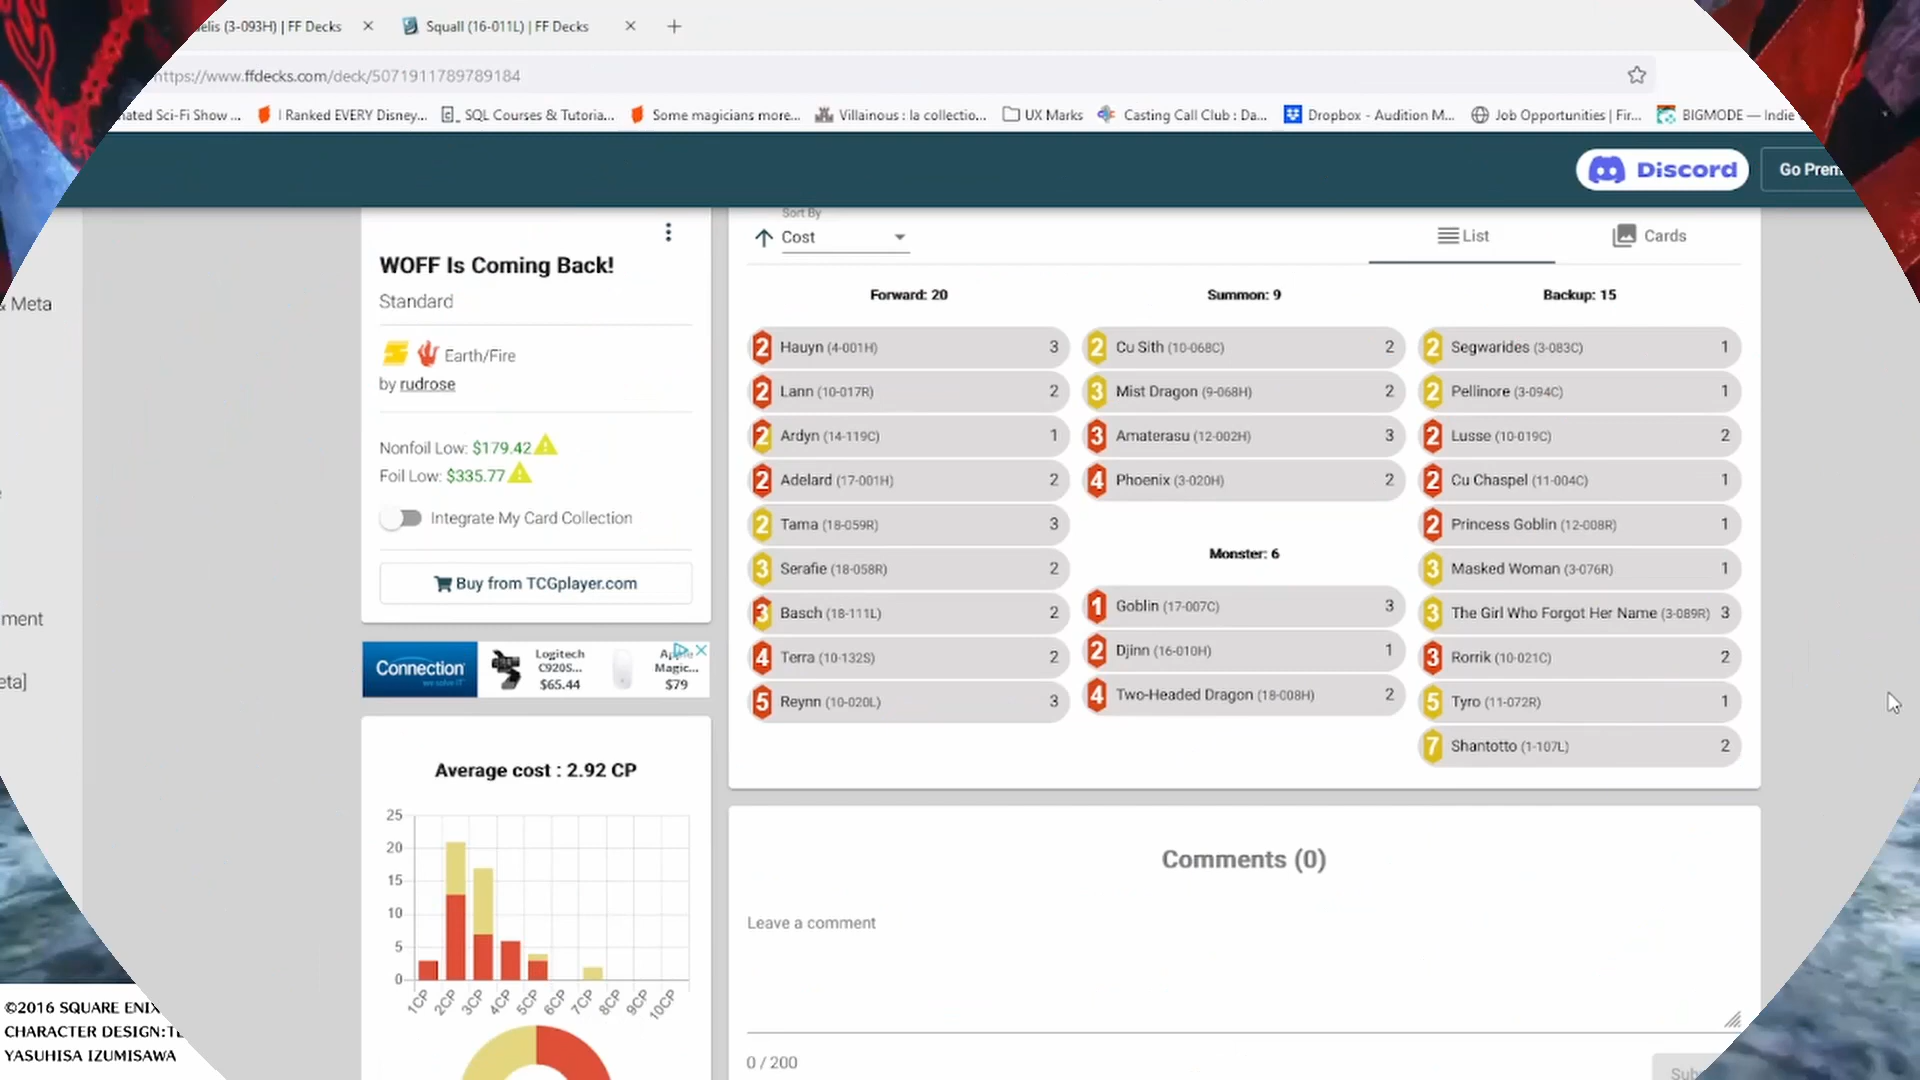 elis (3-093H) | FF Decks
Squall (16-011L) | FF Decks
https://www.ffdecks.com/deck/5071911789789184
nated Sci-Fi Show ...
I Ranked EVERY Disney...
SQL Courses & Tutoria...
Some magicians more...
Villainous : la collectio...
UX Marks
Casting Call Club : Da...
Dropbox - Audition M...
Job Opportunities | Fir...
BIGMODE — Indie
Discord
Go Prem
& Meta
ment
eta]
WOFF Is Coming Back!
Standard
Earth/Fire
by rudrose
Nonfoil Low: $179.42
Foil Low: $335.77
Integrate My Card Collection
Buy from TCGplayer.com
Connection
we solve IT
Logitech
C920S...
$65.44
Apple
Magic...
$79
Average cost : 2.92 CP
25
20
15
10
5
0
1CP 2CP 3CP 4CP 5CP 6CP 7CP 8CP 9CP 10CP
Sort By
Cost
List
Cards
Forward: 20
2 Hauyn (4-001H) 3
2 Lann (10-017R) 2
2 Ardyn (14-119C) 1
2 Adelard (17-001H) 2
2 Tama (18-059R) 3
3 Serafie (18-058R) 2
3 Basch (18-111L) 2
4 Terra (10-132S) 2
5 Reynn (10-020L) 3
Summon: 9
2 Cu Sith (10-068C) 2
3 Mist Dragon (9-068H) 2
3 Amaterasu (12-002H) 3
4 Phoenix (3-020H) 2
Monster: 6
1 Goblin (17-007C) 3
2 Djinn (16-010H) 1
4 Two-Headed Dragon (18-008H) 2
Backup: 15
2 Segwarides (3-083C) 1
2 Pellinore (3-094C) 1
2 Lusse (10-019C) 2
2 Cu Chaspel (11-004C) 1
2 Princess Goblin (12-008R) 1
3 Masked Woman (3-076R) 1
3 The Girl Who Forgot Her Name (3-089R) 3
3 Rorrik (10-021C) 2
5 Tyro (11-072R) 1
7 Shantotto (1-107L) 2
Comments (0)
Leave a comment
0 / 200
Sub
©2016 SQUARE ENIX
CHARACTER DESIGN:TE
YASUHISA IZUMISAWA